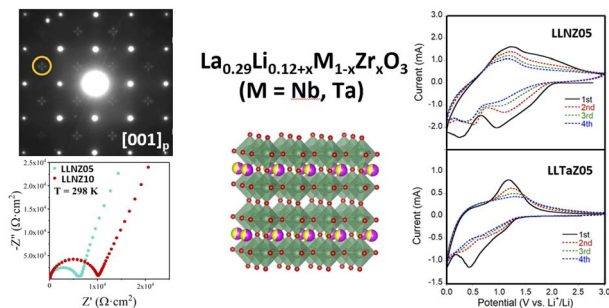 [001]p
LLNZ05
LLNZ10
T = 298 K
2.5x10⁴
2.0x10⁴
1.5x10⁴
1.0x10⁴
5.0x10³
0
-Z'' (Ω·cm²)
0
1x10⁴
2x10⁴
Z' (Ω·cm²)
La0.29Li0.12+xM1-xZrxO3
(M = Nb, Ta)
LLNZ05
3.0
2.0
1.0
0.0
-1.0
-2.0
Current (mA)
1st
2nd
3rd
4th
LLTaZ05
1.5
1.0
0.5
0.0
-0.5
-1.0
-1.5
Current (mA)
1st
2nd
3rd
4th
0.0
0.5
1.0
1.5
2.0
2.5
3.0
Potential (V vs. Li⁺/Li)